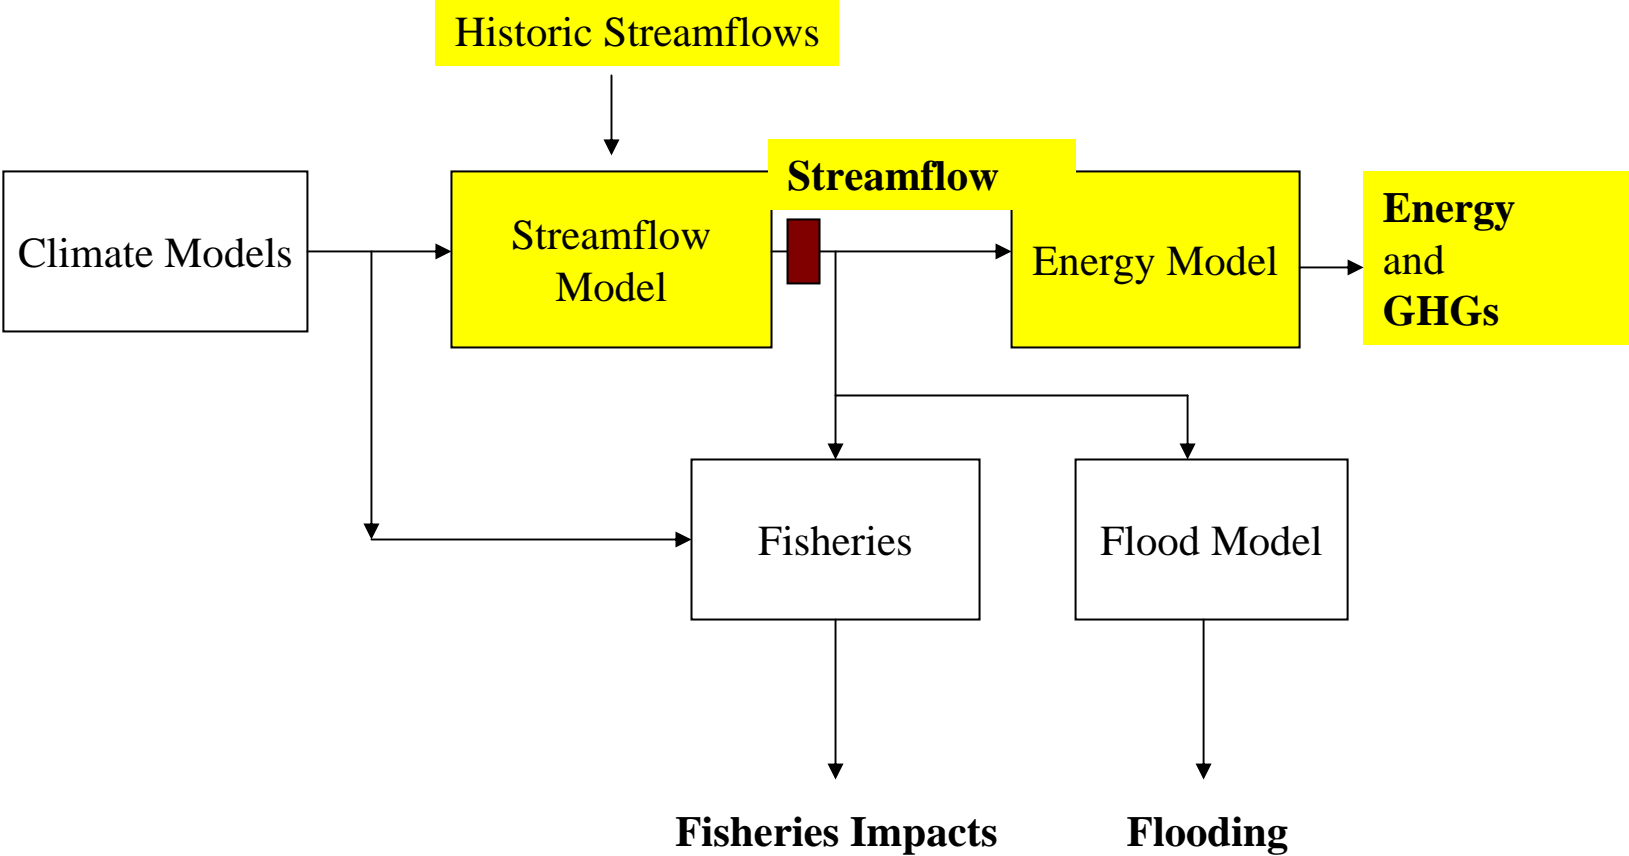 Historic Streamflows
Streamflow
Climate Models
Streamflow
Model
Energy Model
Energy
and
GHGs
Fisheries
Flood Model
Fisheries Impacts
Flooding